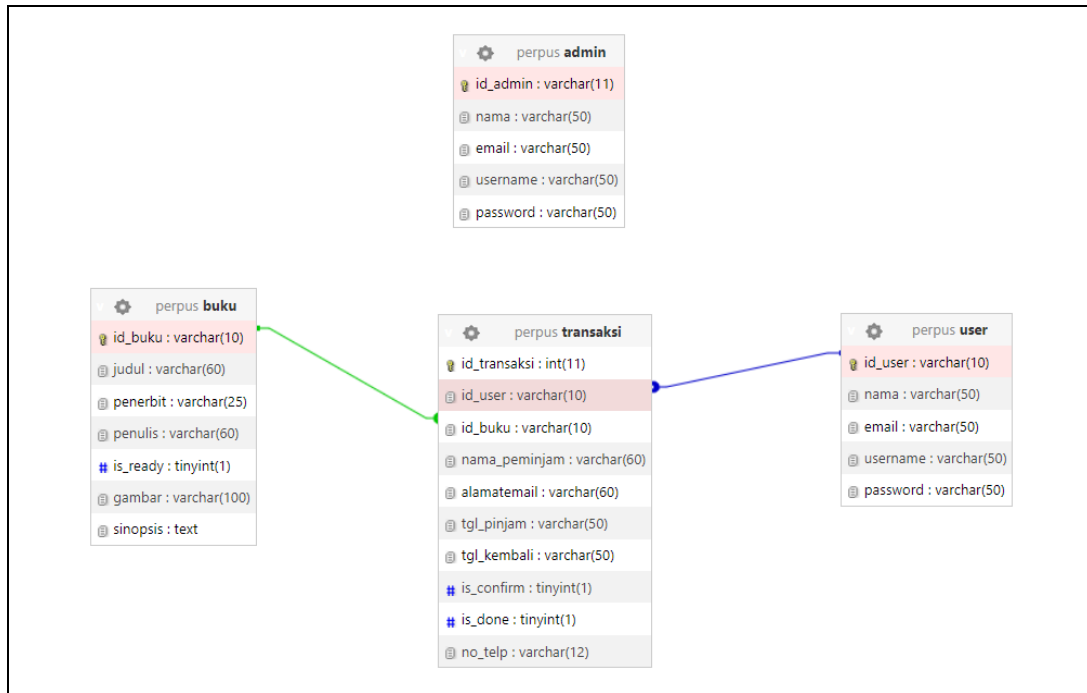 perpus admin
id_admin : varchar(11)
nama : varchar(50)
email : varchar(50)
username : varchar(50)
password : varchar(50)
perpus buku
id_buku : varchar(10)
judul : varchar(60)
penerbit : varchar(25)
penulis : varchar(60)
# is_ready : tinyint(1)
gambar : varchar(100)
sinopsis : text
v perpus transaksi
id_transaksi : int(11)
id_user : varchar(10)
id_buku : varchar(10)
nama_peminjam : varchar(60)
alamatemail : varchar(60)
tgl_pinjam : varchar(50)
tgl_kembali : varchar(50)
# is_confirm : tinyint(1)
# is_done : tinyint(1)
no_telp : varchar(12)
v perpus user
id_user : varchar(10)
nama : varchar(50)
email : varchar(50)
username : varchar(50)
password : varchar(50)